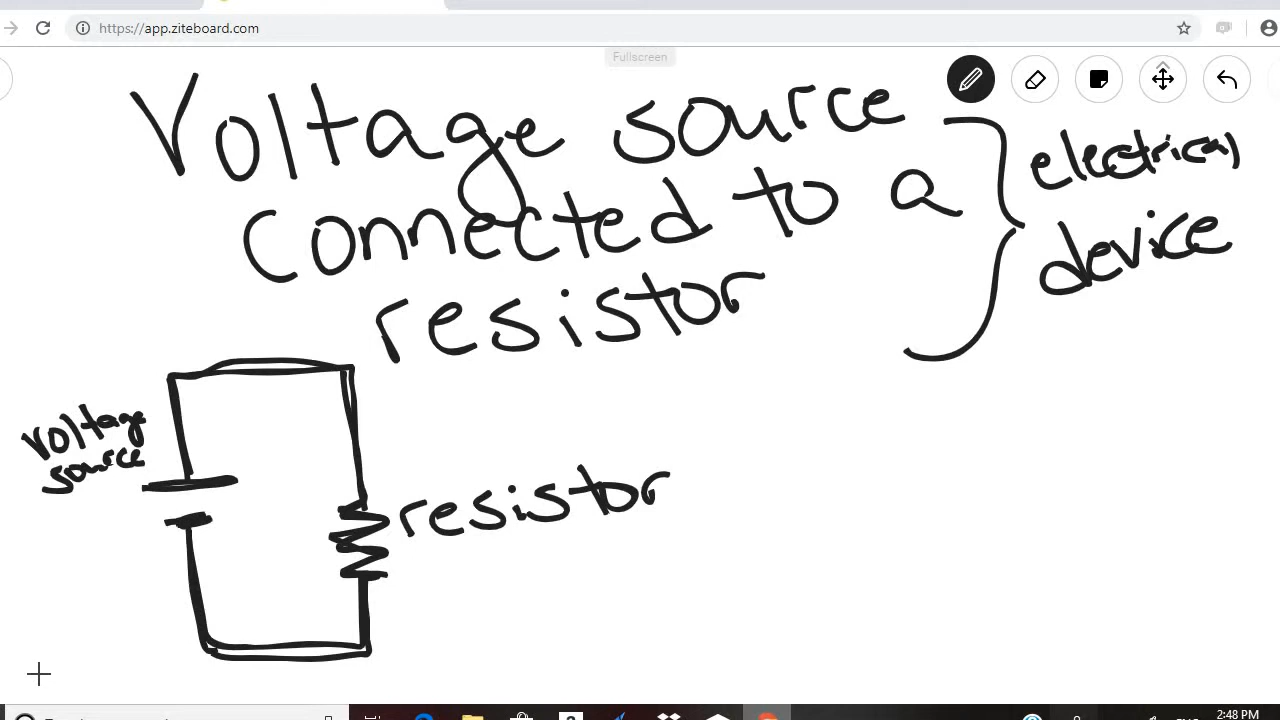 https://app.ziteboard.com
Fullscreen
Voltage source
connected to a
resistor
electrical
device
voltage
source
resistor
2:48 PM